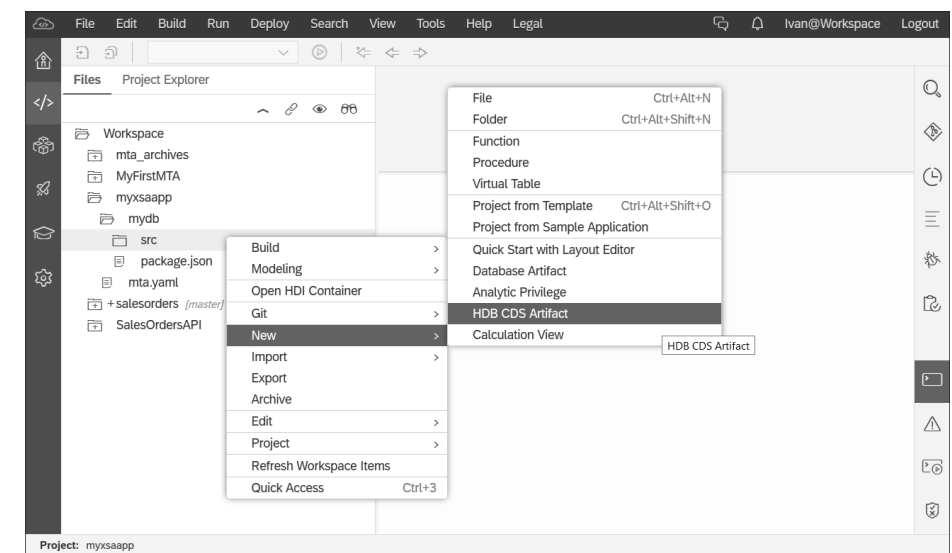 File Edit Build Run Deploy Search View Tools Help Legal Ivan@Workspace Logout
Files Project Explorer
Workspace
mta_archives
MyFirstMTA
myxsaapp
mydb
src
package.json
mta.yaml
+salesorders [master]
SalesOrdersAPI
Build
Modeling
Open HDI Container
Git
New
Import
Export
Archive
Edit
Project
Refresh Workspace Items
Quick Access Ctrl+3
File Ctrl+Alt+N
Folder Ctrl+Alt+Shift+N
Function
Procedure
Virtual Table
Project from Template Ctrl+Alt+Shift+O
Project from Sample Application
Quick Start with Layout Editor
Database Artifact
Analytic Privilege
HDB CDS Artifact
Calculation View
HDB CDS Artifact
Project: myxsaapp